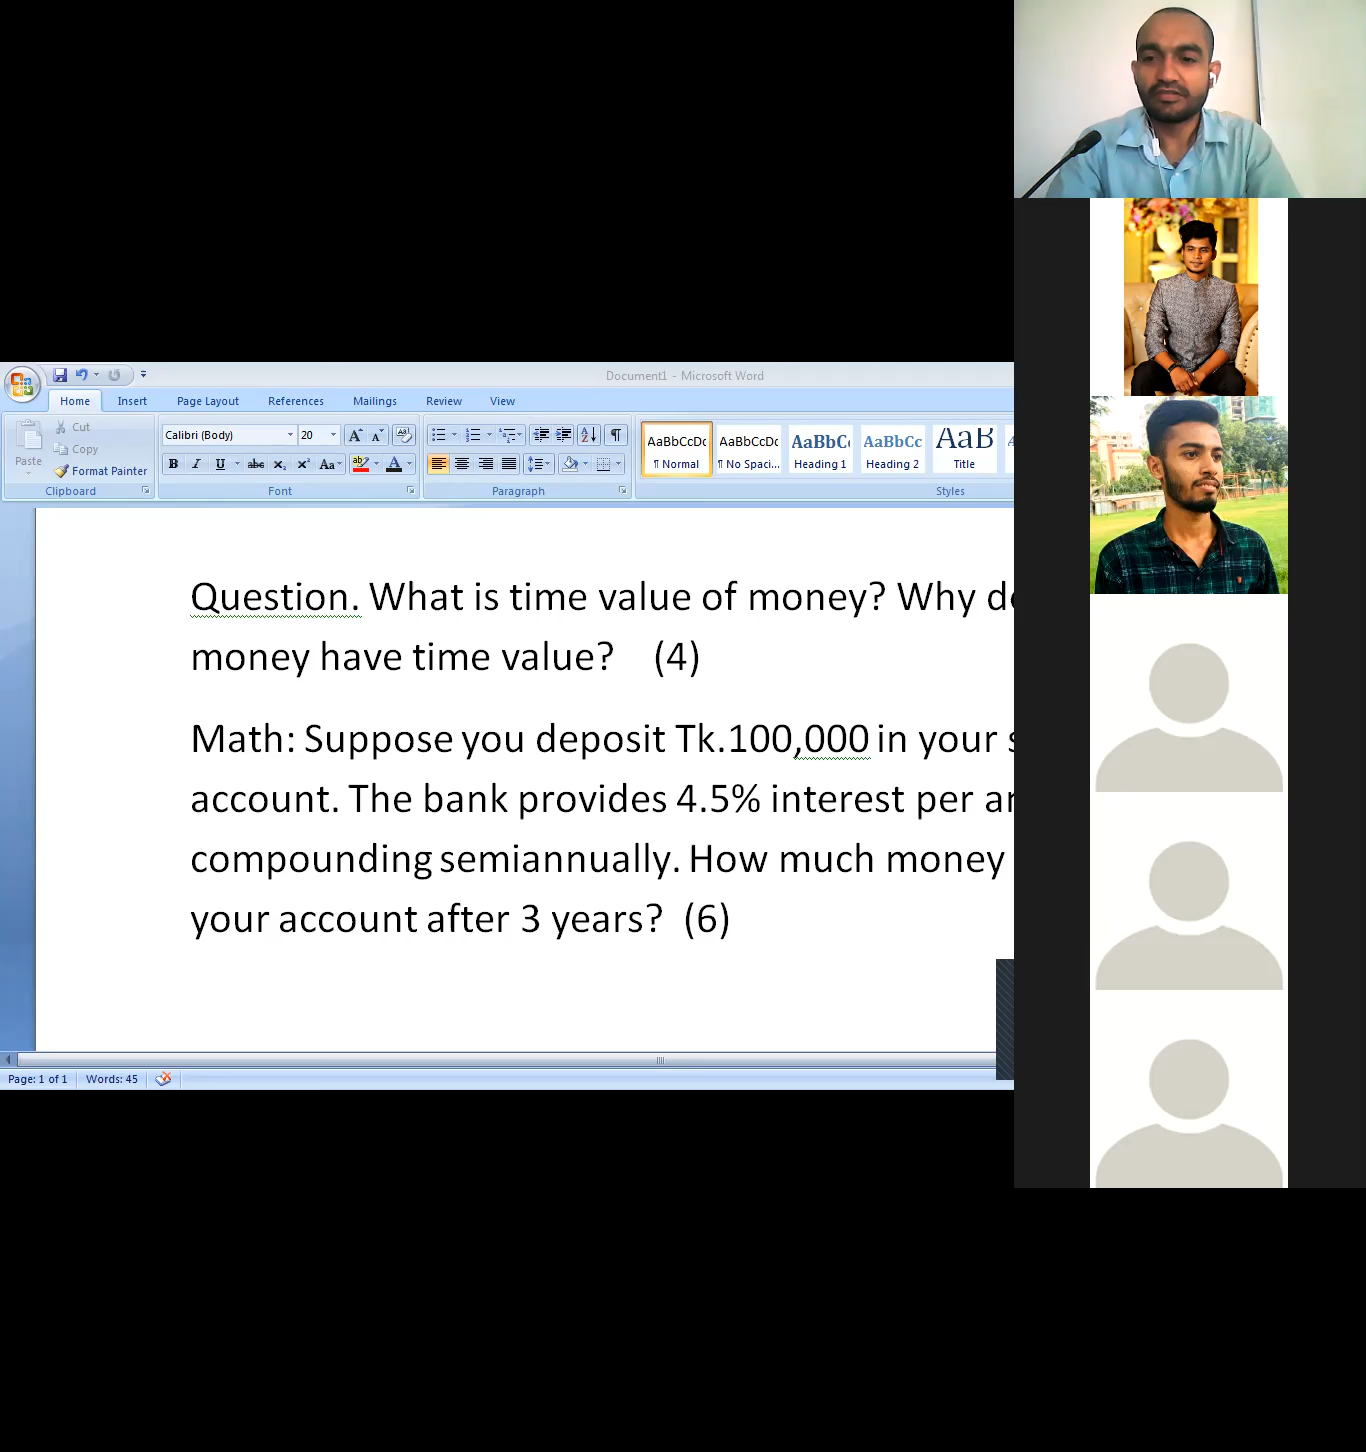 Document1 - Microsoft Word
Home Insert Page Layout References Mailings Review View
Cut
Copy
Paste
Format Painter
Clipboard
Calibri (Body) 20
Font
Paragraph
AaBbCcDc AaBbCcDc AaBbC AaBbCc AaB
¶ Normal ¶ No Spaci... Heading 1 Heading 2 Title
Styles
Question. What is time value of money? Why
money have time value? (4)
Math: Suppose you deposit Tk.100,000 in your
account. The bank provides 4.5% interest per
compounding semiannually. How much money
your account after 3 years? (6)
Page: 1 of 1 Words: 45